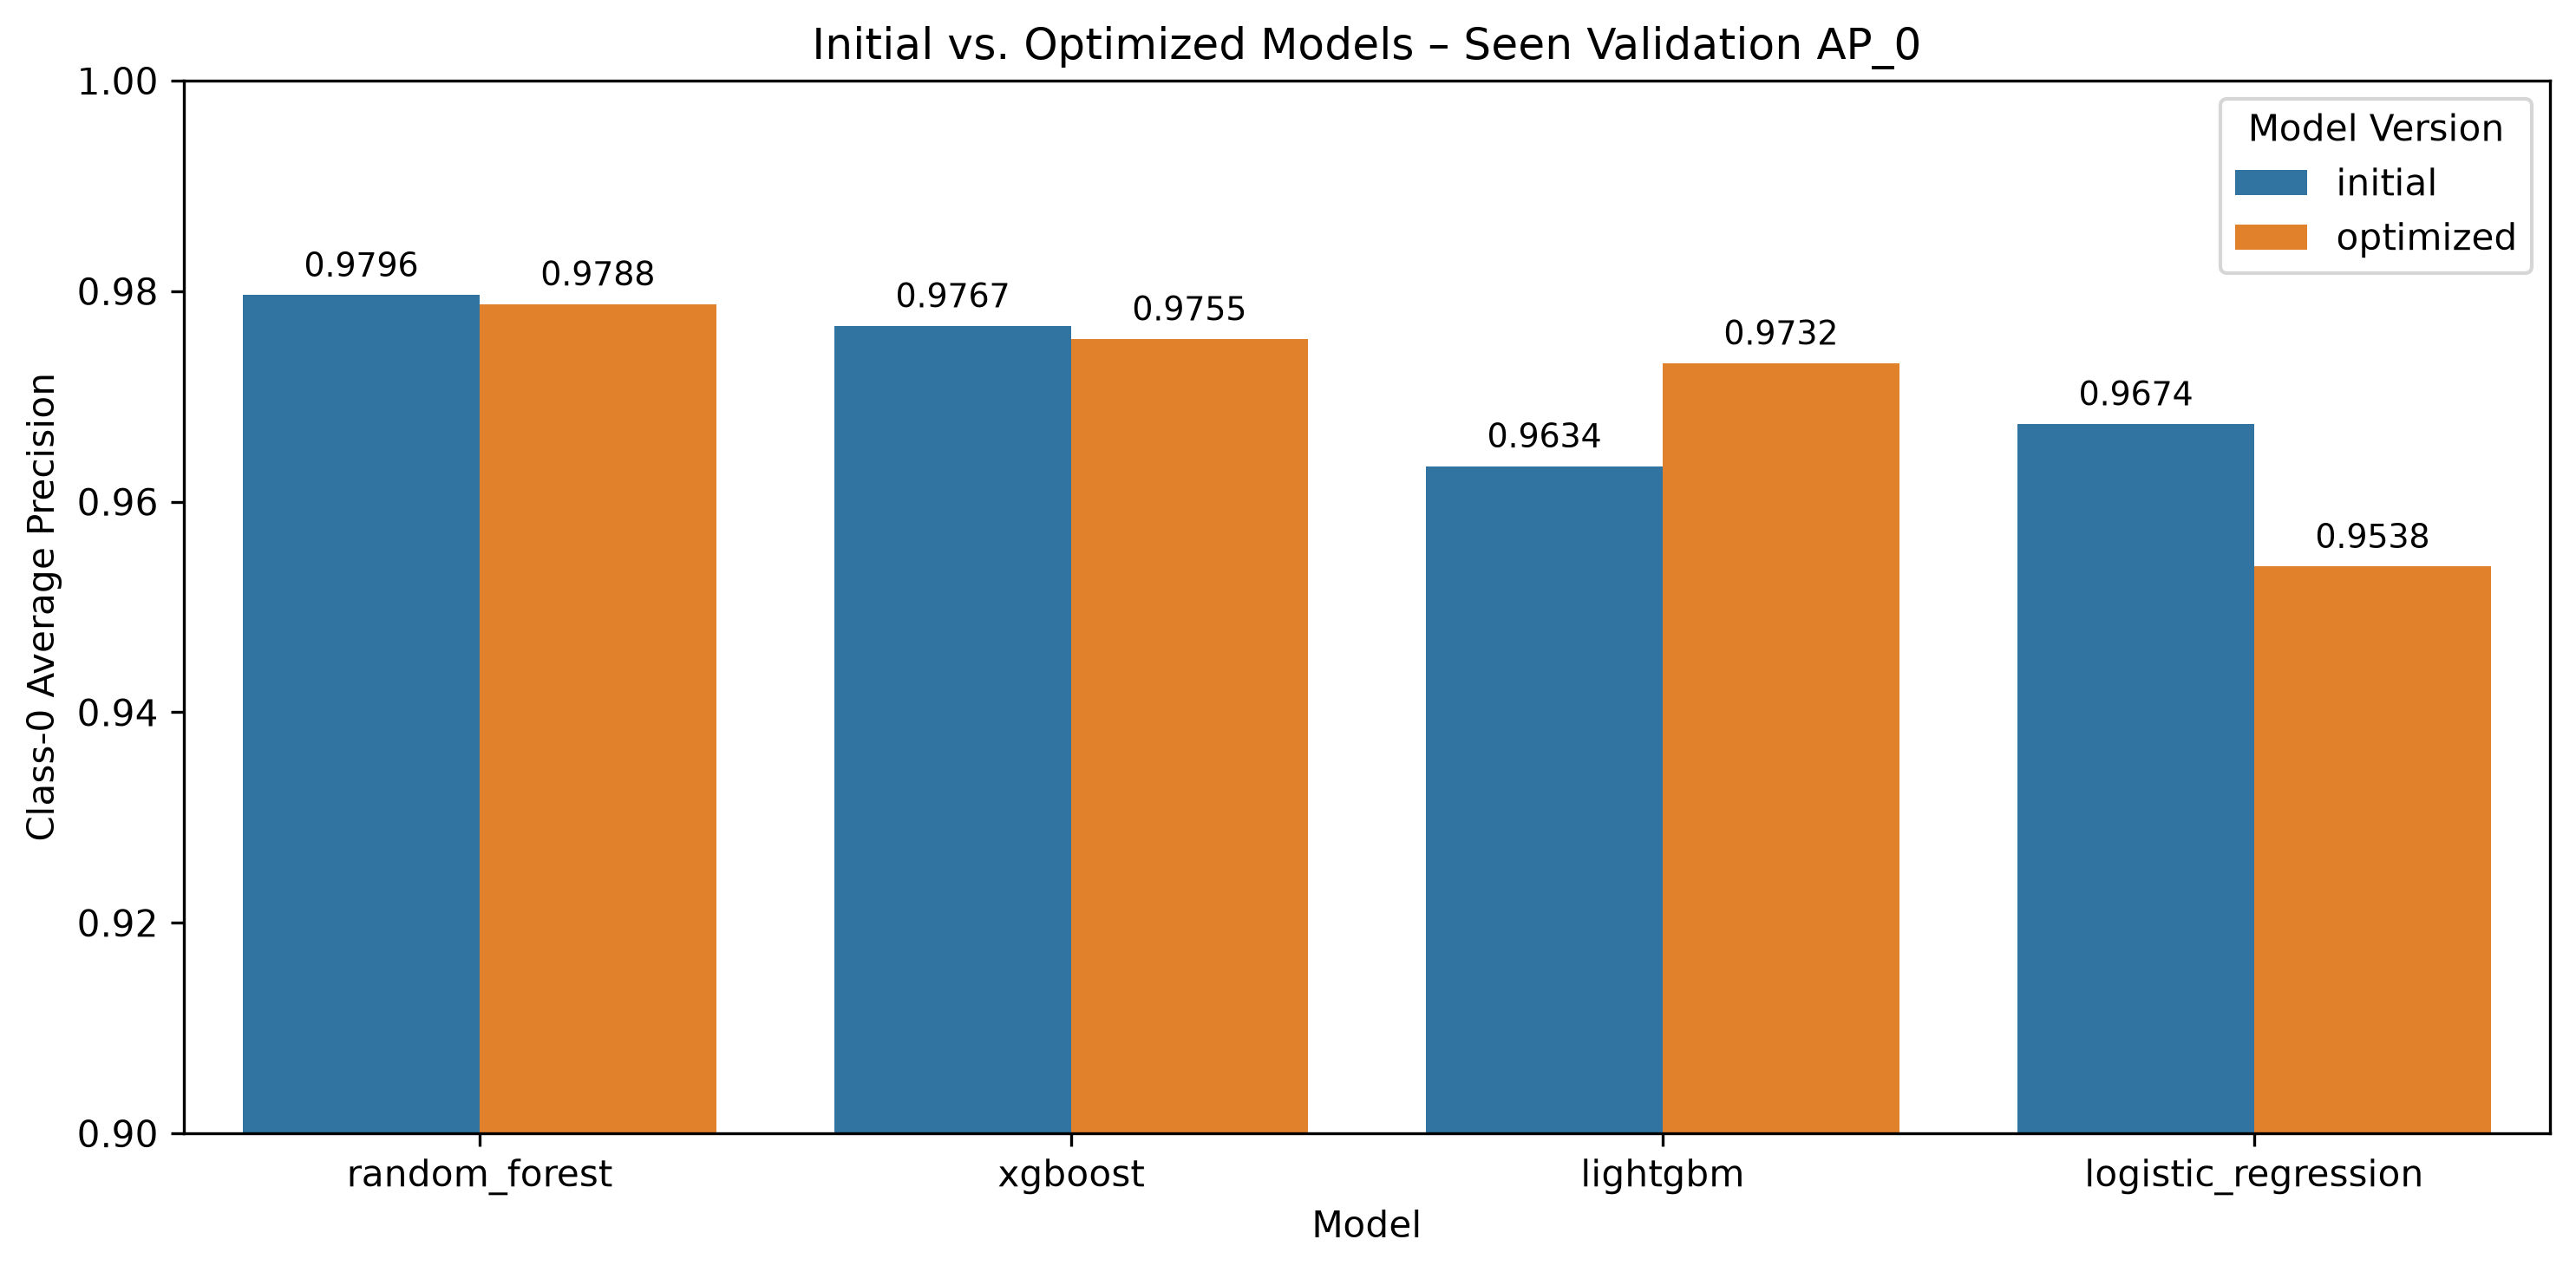 Initial vs. Optimized Models – Seen Validation AP_0
Class-0 Average Precision
1.00
0.98
0.96
0.94
0.92
0.90
Model Version
initial
optimized
0.9796
0.9788
0.9767
0.9755
0.9634
0.9732
0.9674
0.9538
random_forest
xgboost
lightgbm
logistic_regression
Model